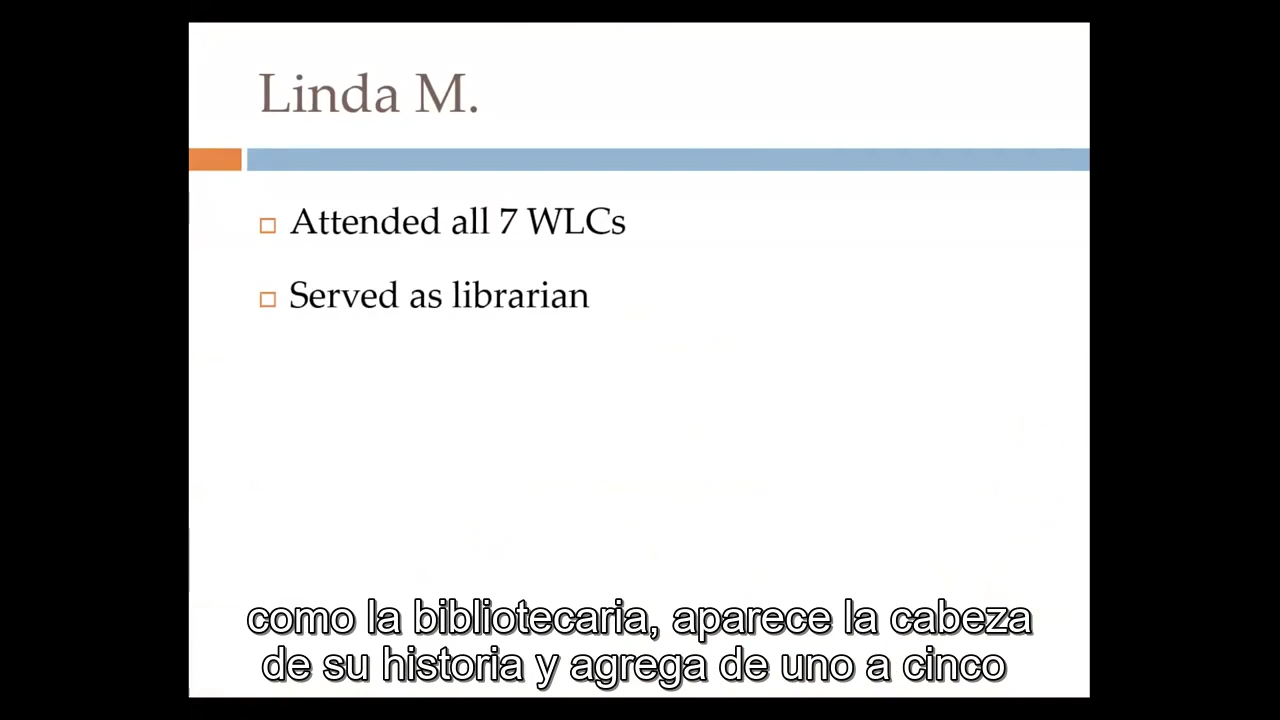 Linda M.
Attended all 7 WLCs
Served as librarian
como la bibliotecaria, aparece la cabeza
de su historia y agrega de uno a cinco